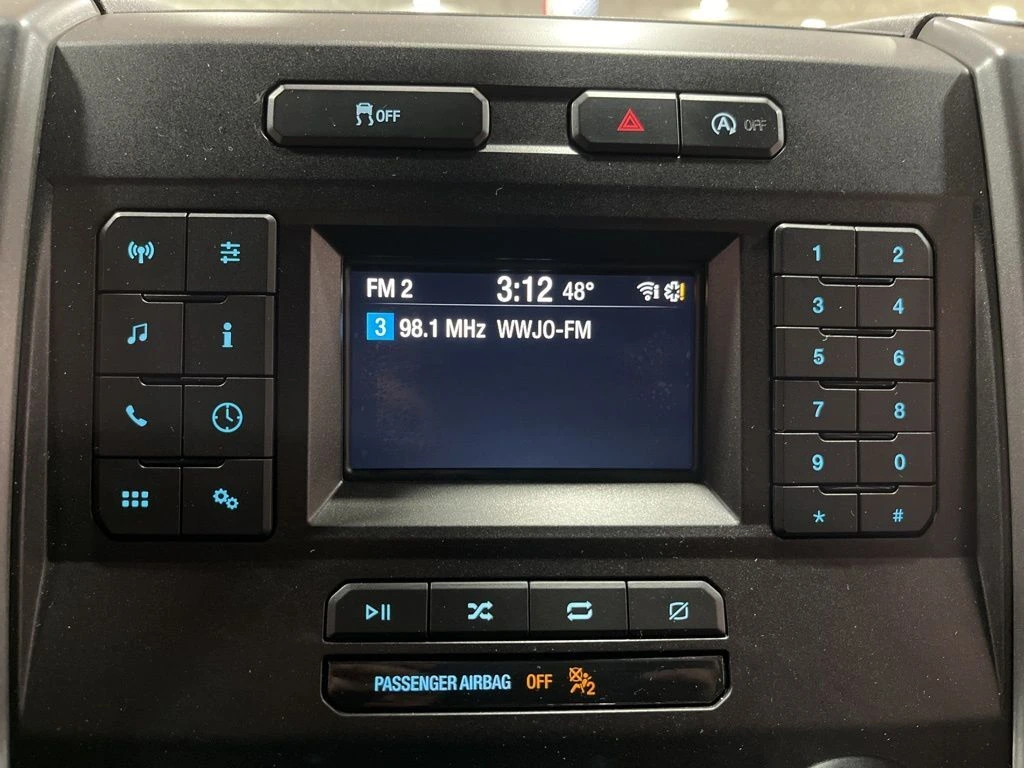 OFF
A OFF
FM 2 3:12 48°
3 98.1 MHz WWJO-FM
1 2
3 4
5 6
7 8
9 0
* #
PASSENGER AIRBAG OFF 2